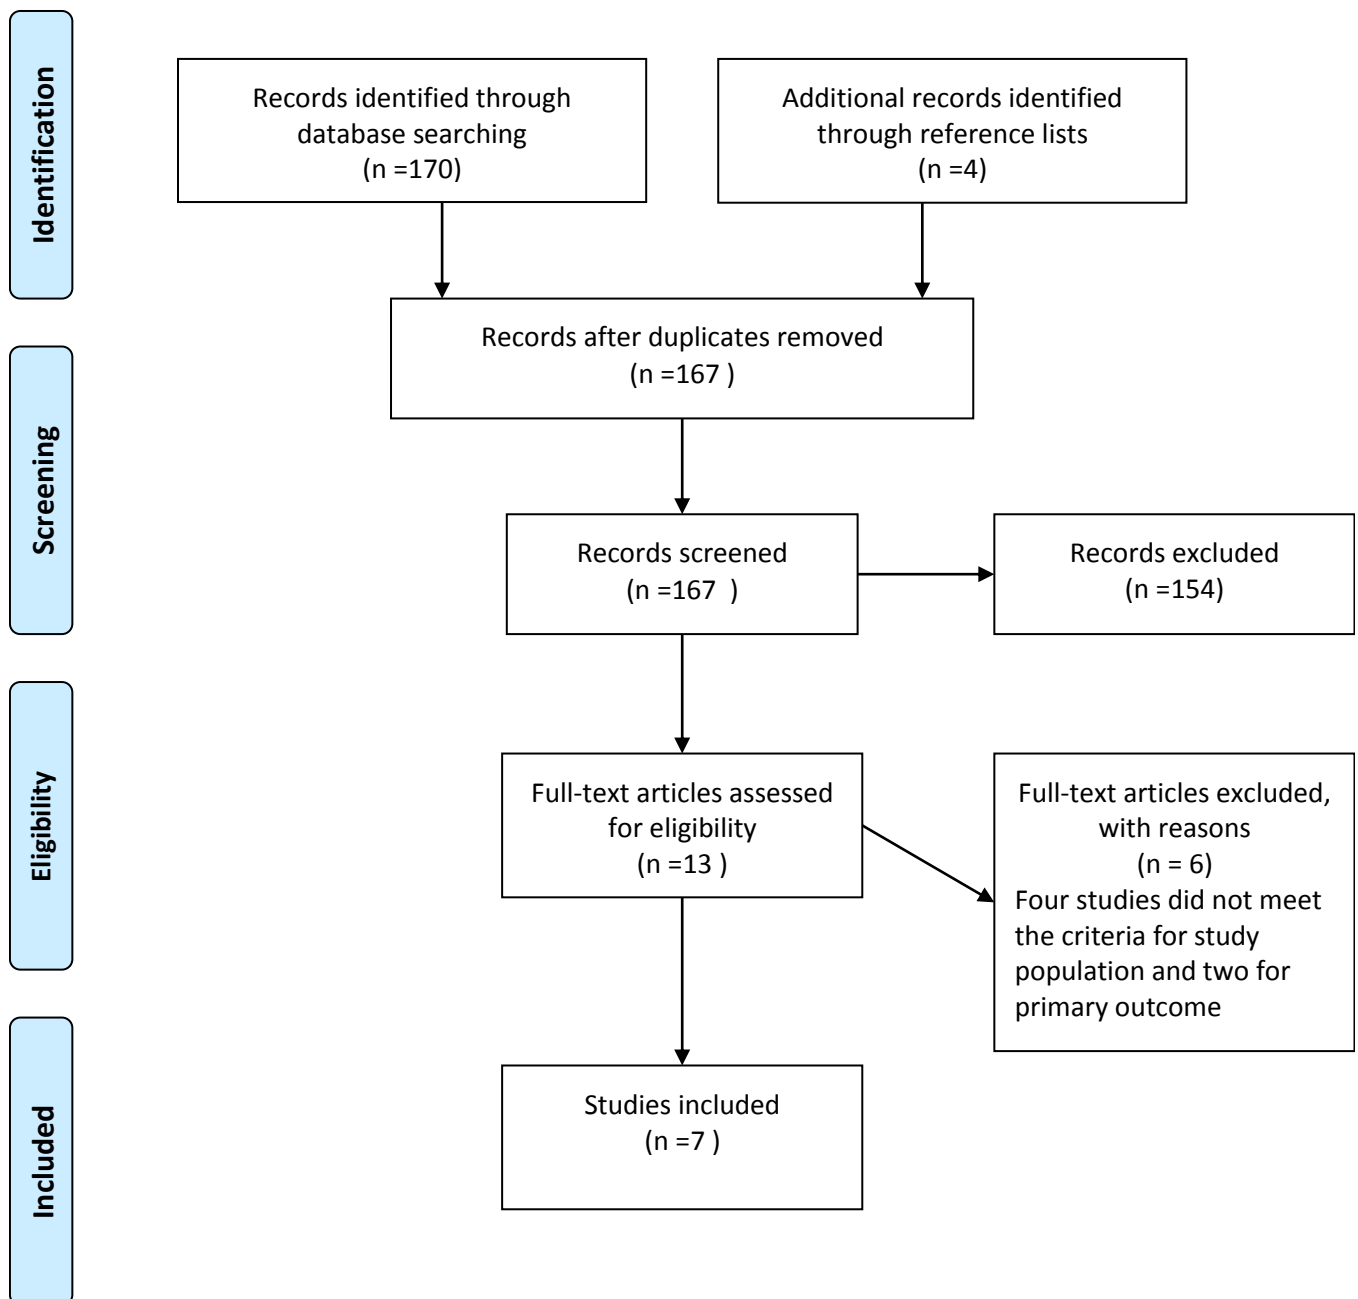 Identification
Records identified through
database searching
(n =170)
Additional records identified
through reference lists
(n =4)
Records after duplicates removed
(n =167 )
Screening
Records screened
(n =167  )
Records excluded
(n =154)
Eligibility
Full-text articles assessed
for eligibility
(n =13 )
Full-text articles excluded,
with reasons
(n = 6)
Four studies did not meet
the criteria for study
population and two for
primary outcome
Included
Studies included
(n =7 )